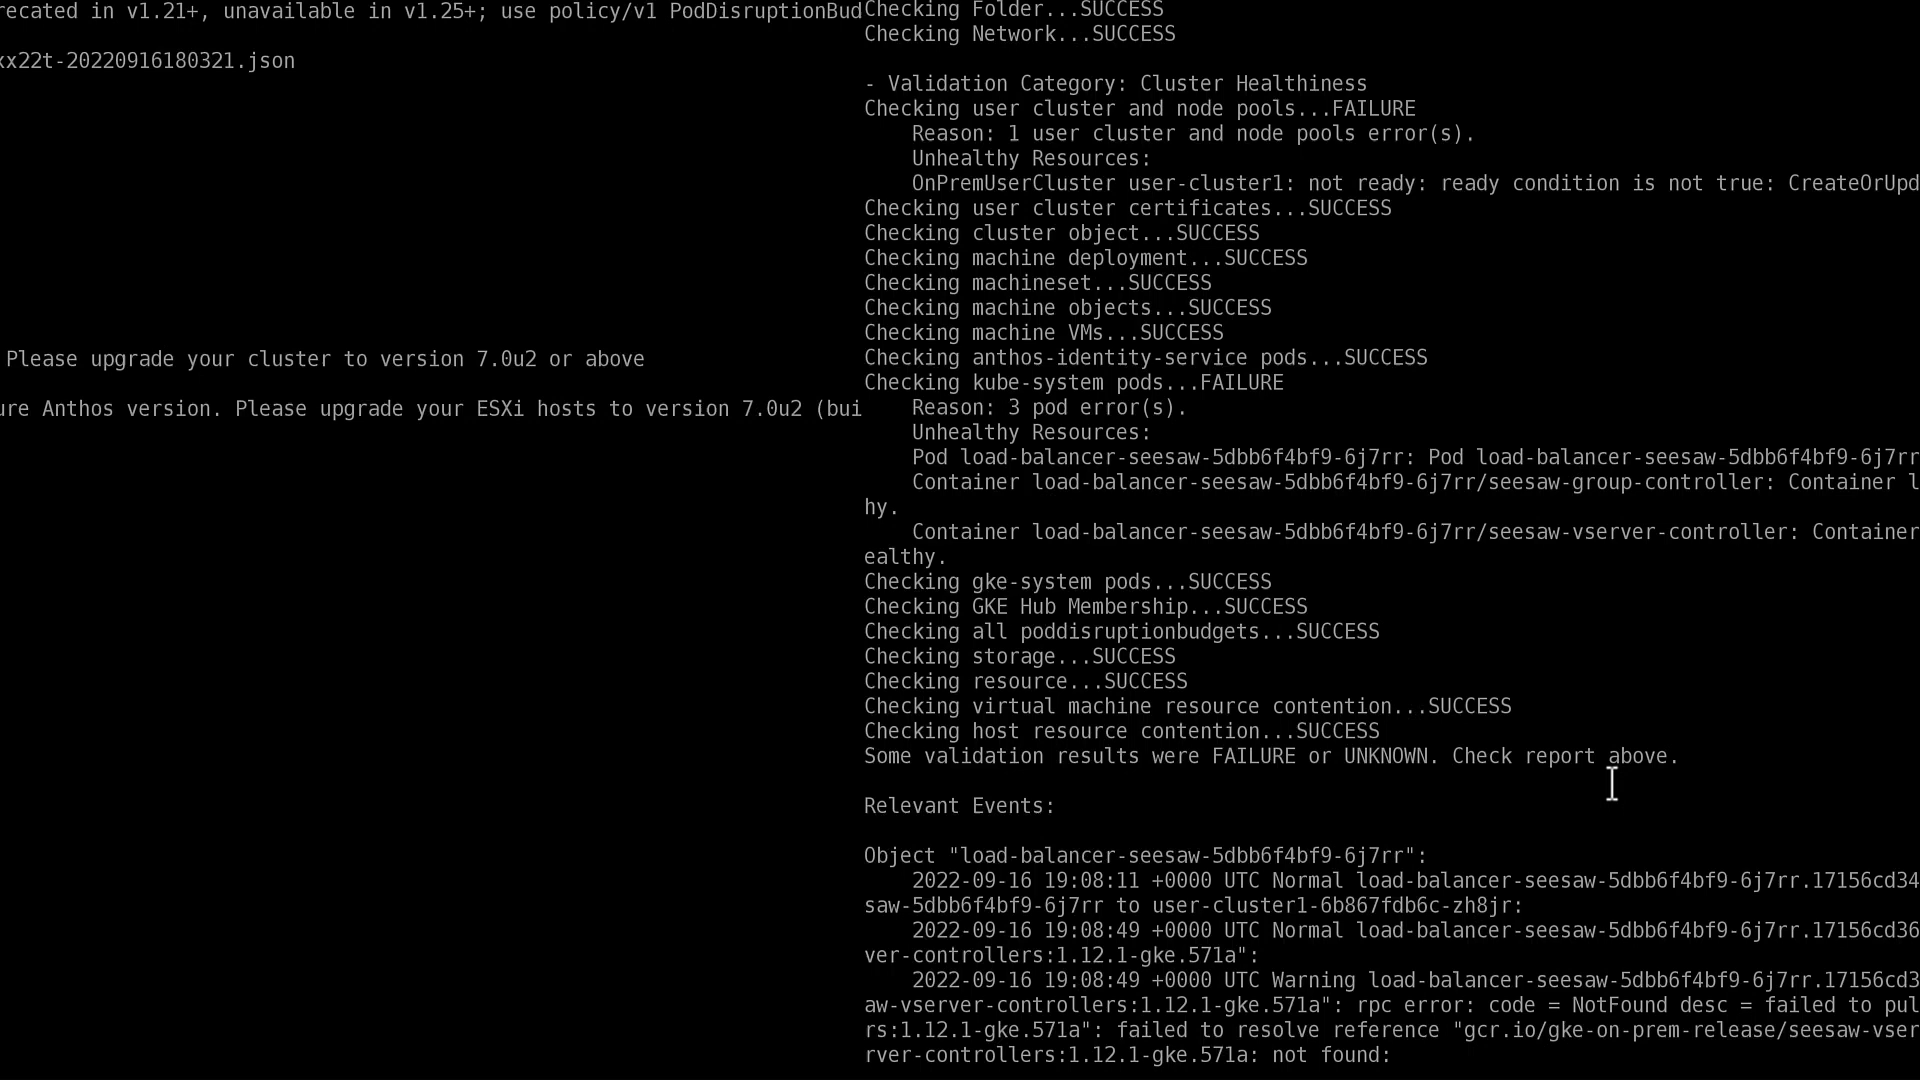 recated in v1.21+, unavailable in v1.25+; use policy/v1 PodDisruptionBud
xx22t-20220916180321.json
Please upgrade your cluster to version 7.0u2 or above
ure Anthos version. Please upgrade your ESXi hosts to version 7.0u2 (bui
Checking Folder...SUCCESS
Checking Network...SUCCESS
- Validation Category: Cluster Healthiness
Checking user cluster and node pools...FAILURE
Reason: 1 user cluster and node pools error(s).
Unhealthy Resources:
OnPremUserCluster user-cluster1: not ready: ready condition is not true: CreateOrUpd
Checking user cluster certificates...SUCCESS
Checking cluster object...SUCCESS
Checking machine deployment...SUCCESS
Checking machineset...SUCCESS
Checking machine objects...SUCCESS
Checking machine VMs...SUCCESS
Checking anthos-identity-service pods...SUCCESS
Checking kube-system pods...FAILURE
Reason: 3 pod error(s).
Unhealthy Resources:
Pod load-balancer-seesaw-5dbb6f4bf9-6j7rr: Pod load-balancer-seesaw-5dbb6f4bf9-6j7rr
Container load-balancer-seesaw-5dbb6f4bf9-6j7rr/seesaw-group-controller: Container l
hy.
Container load-balancer-seesaw-5dbb6f4bf9-6j7rr/seesaw-vserver-controller: Container
ealthy.
Checking gke-system pods...SUCCESS
Checking GKE Hub Membership...SUCCESS
Checking all poddisruptionbudgets...SUCCESS
Checking storage...SUCCESS
Checking resource...SUCCESS
Checking virtual machine resource contention...SUCCESS
Checking host resource contention...SUCCESS
Some validation results were FAILURE or UNKNOWN. Check report above.
Relevant Events:
Object "load-balancer-seesaw-5dbb6f4bf9-6j7rr":
2022-09-16 19:08:11 +0000 UTC Normal load-balancer-seesaw-5dbb6f4bf9-6j7rr.17156cd34
saw-5dbb6f4bf9-6j7rr to user-cluster1-6b867fdb6c-zh8jr:
2022-09-16 19:08:49 +0000 UTC Normal load-balancer-seesaw-5dbb6f4bf9-6j7rr.17156cd36
ver-controllers:1.12.1-gke.571a":
2022-09-16 19:08:49 +0000 UTC Warning load-balancer-seesaw-5dbb6f4bf9-6j7rr.17156cd3
aw-vserver-controllers:1.12.1-gke.571a": rpc error: code = NotFound desc = failed to pul
rs:1.12.1-gke.571a": failed to resolve reference "gcr.io/gke-on-prem-release/seesaw-vser
rver-controllers:1.12.1-gke.571a: not found: